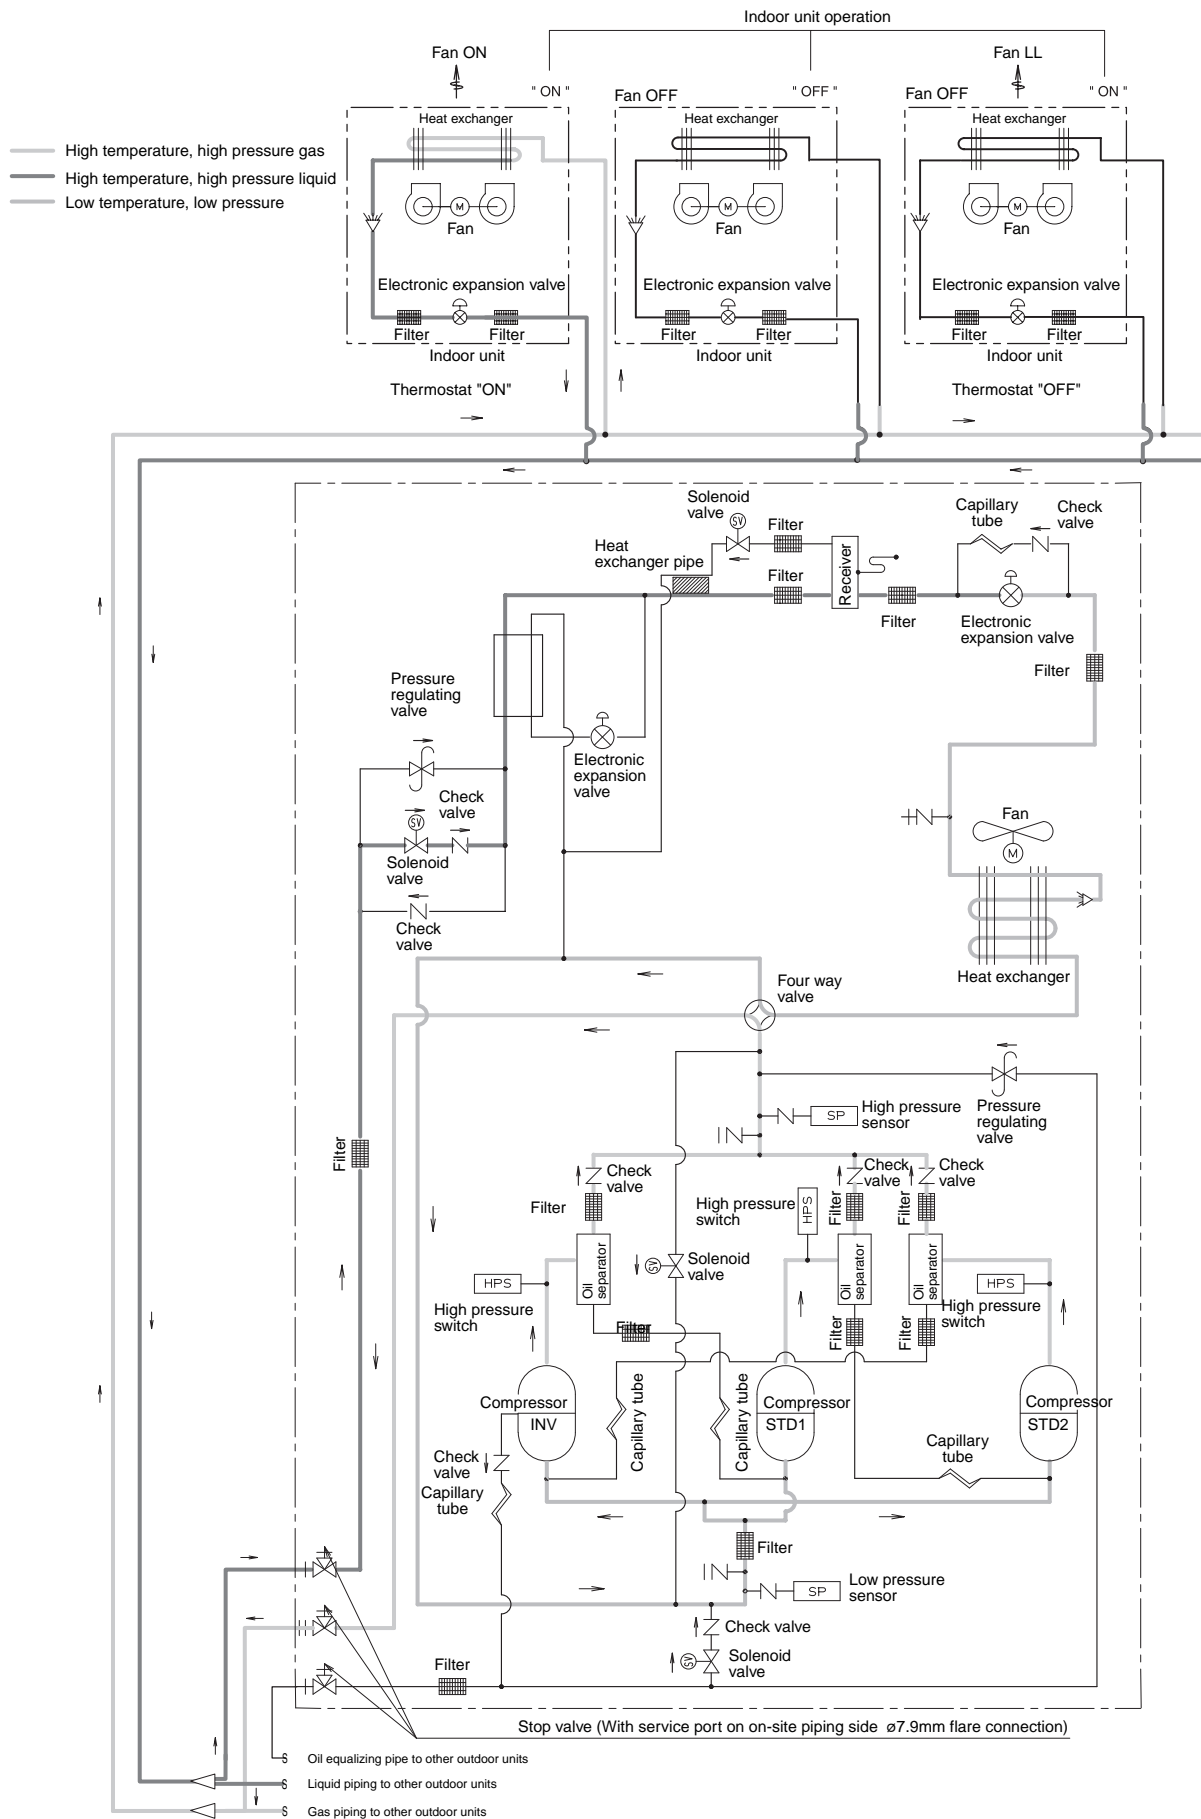 Indoor unit operation
Fan ON
Fan LL
" ON "
Fan OFF
" OFF "
Fan OFF
" ON "
Heat exchanger
Heat exchanger
Heat exchanger
High temperature, high pressure gas
High temperature, high pressure liquid
Low temperature, low pressure
M
M
M
Fan
Fan
Fan
Electronic expansion valve
Electronic expansion valve
Electronic expansion valve
Filter
Filter
Filter
Filter
Filter
Filter
Indoor unit
Indoor unit
Indoor unit
Thermostat "ON"
Thermostat "OFF"
Solenoid
valve
SV
Filter
Capillary
tube
Check
valve
Heat
exchanger pipe
Filter
Receiver
Filter
Electronic
expansion valve
Filter
Pressure
regulating
valve
Electronic
expansion
valve
Check
valve
SV
Solenoid
valve
Check
valve
Fan
M
Heat exchanger
Four way
valve
SP
High pressure
sensor
Pressure
regulating
valve
Filter
Check
valve
Check
valve
Check
valve
Filter
High pressure
switch
HPS
Filter
Filter
Oil
separator
SV
Solenoid
valve
Oil
separator
Oil
separator
HPS
High pressure
switch
HPS
High pressure
switch
Filter
Filter
Filter
Compressor
INV
Capillary tube
Capillary tube
Compressor
STD1
Compressor
STD2
Check
valve
Capillary
tube
Capillary
tube
Filter
SP
Low pressure
sensor
Check valve
SV
Solenoid
valve
Filter
Stop valve (With service port on on-site piping side ø7.9mm flare connection)
Oil equalizing pipe to other outdoor units
Liquid piping to other outdoor units
Gas piping to other outdoor units